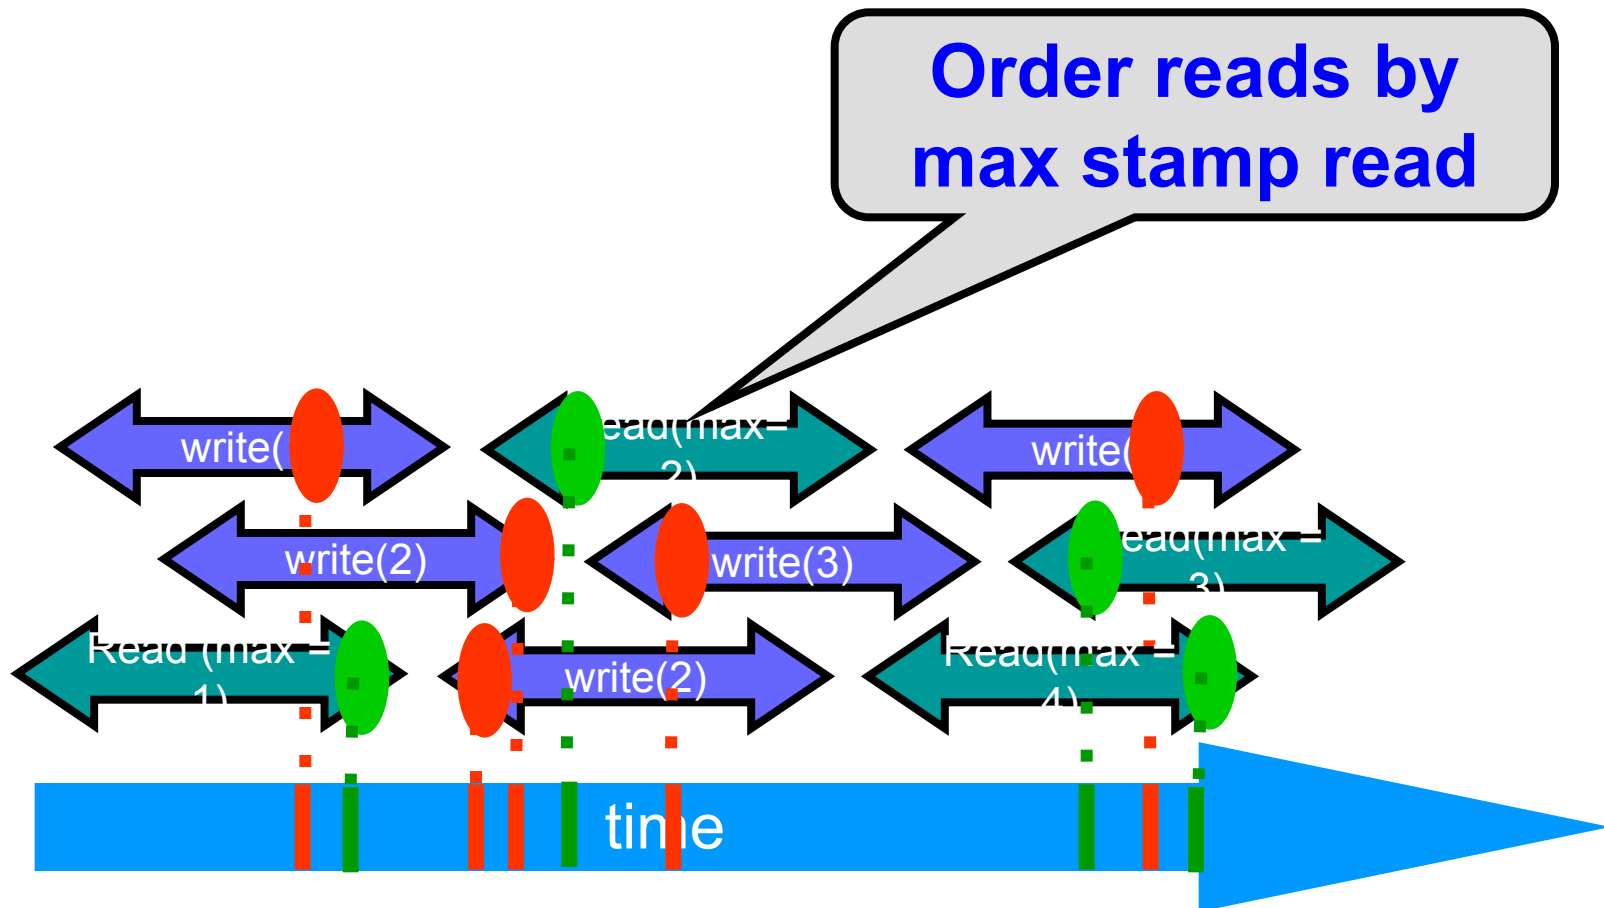 Order reads by
max stamp read
write(
ead(max=
2)
write(
write(2)
write(3)
ead(max =
3)
Read (max =
1)
write(2)
Read(max =
4)
time